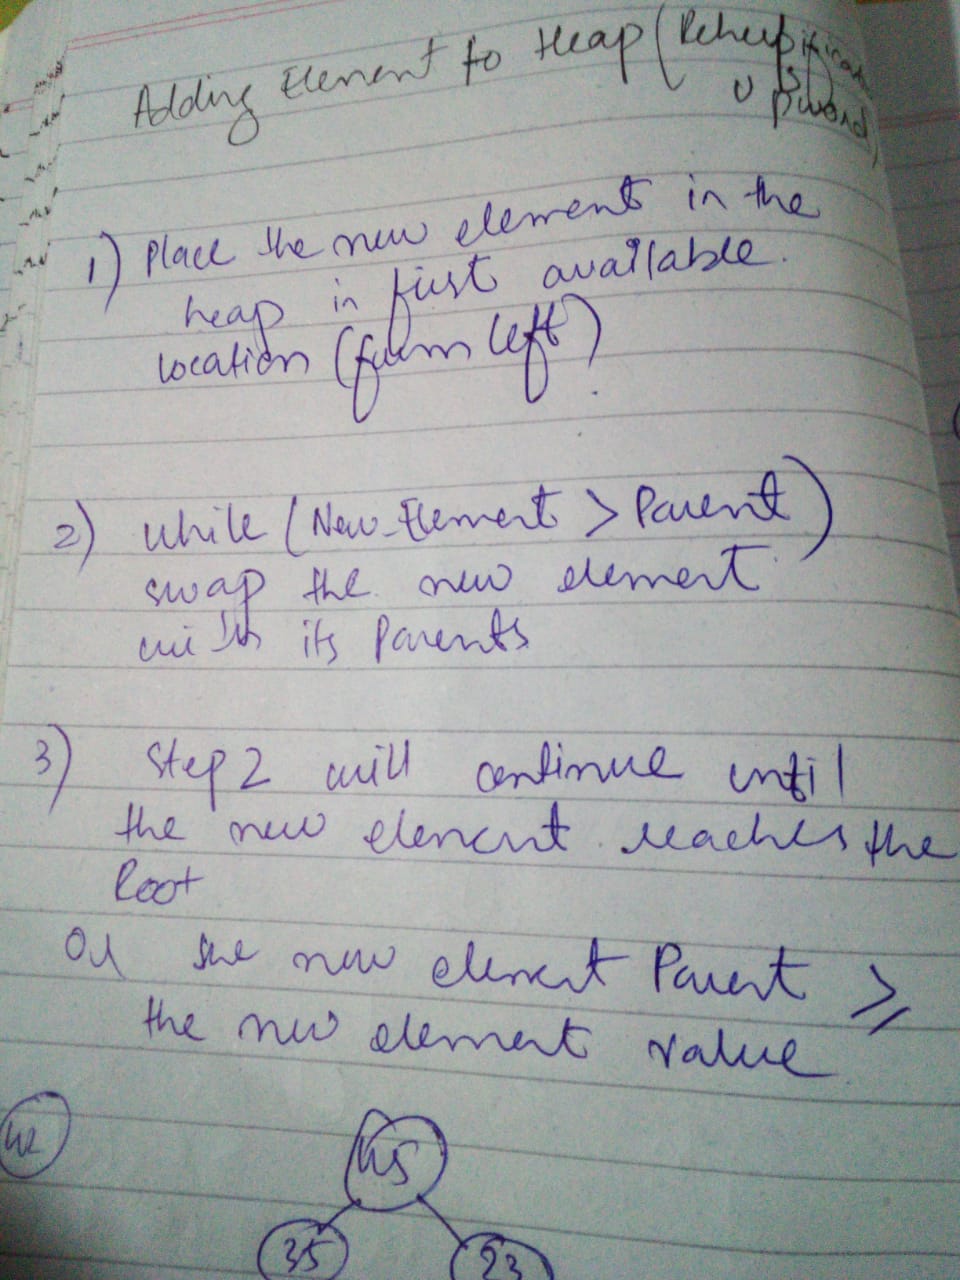 Adding Element to Heap (Reheapification
Upward)
1) Place the new elements in the
heap in first available.
location (from left)
2) while (New-Element > Parent)
swap the new element
with its Parents
3) Step 2 will continue until
the new element reaches the
Root
Or the new element Parent ≥
the new element value
42
45
35 23